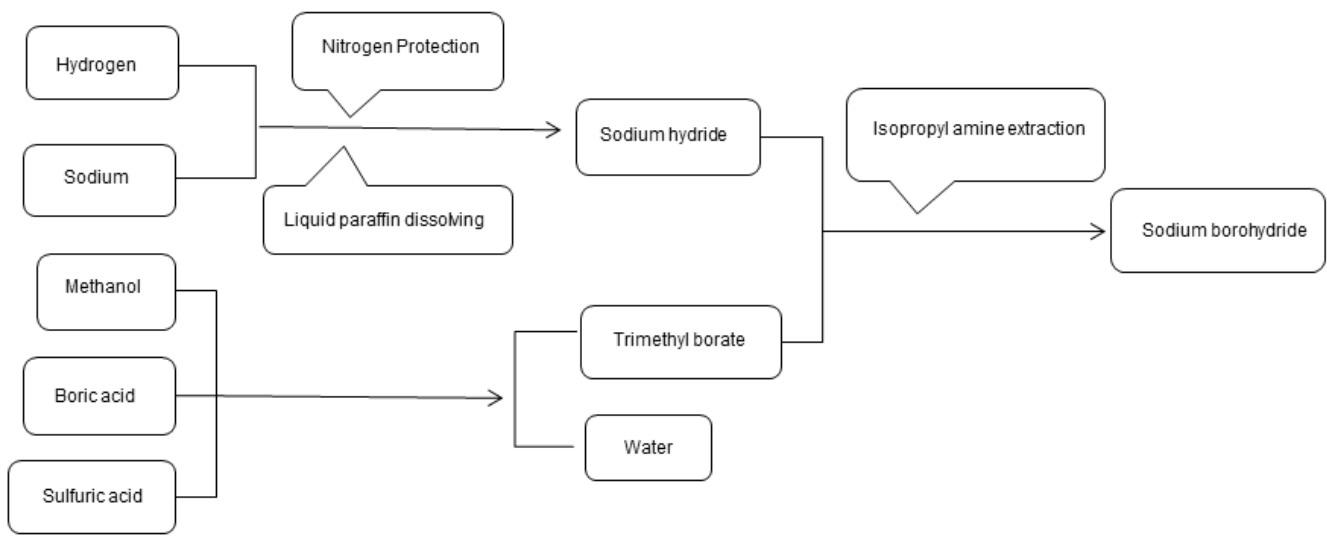 Hydrogen
Nitrogen Protection
Sodium
Liquid paraffin dissolving
Sodium hydride
Isopropyl amine extraction
Sodium borohydride
Methanol
Boric acid
Sulfuric acid
Trimethyl borate
Water